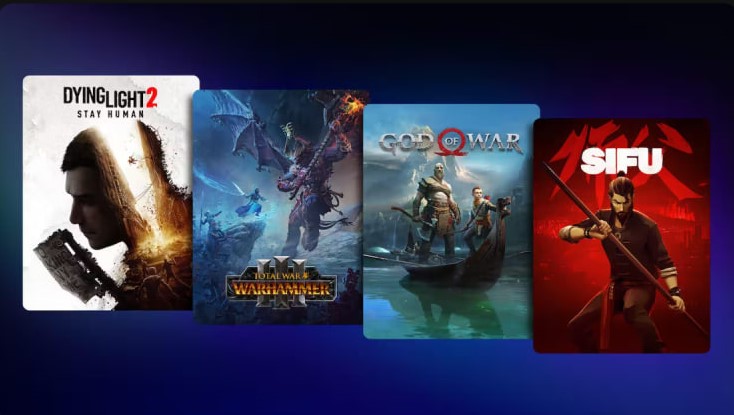 DYING LIGHT 2
STAY HUMAN
TOTAL WAR
III
WARHAMMER
GOD OF WAR
SIFU